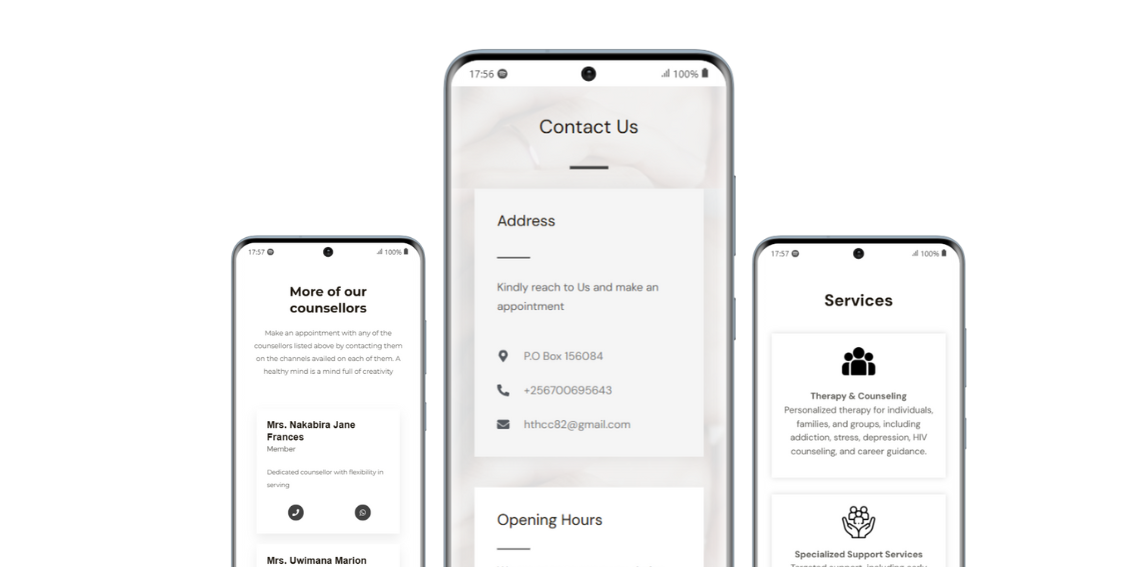 17:57
100%
More of our
counsellors
Make an appointment with any of the
counsellors listed above by contacting them
on the channels availed on each of them. A
healthy mind is a mind full of creativity
Mrs. Nakabira Jane
Frances
Member
Dedicated counsellor with flexibility in
serving
Mrs. Uwimana Marion
17:56
100%
Contact Us
Address
Kindly reach to Us and make an
appointment
P.O Box 156084
+256700695643
hthcc82@gmail.com
Opening Hours
17:57
100%
Services
Therapy & Counseling
Personalized therapy for individuals,
families, and groups, including
addiction, stress, depression, HIV
counseling, and career guidance.
Specialized Support Services